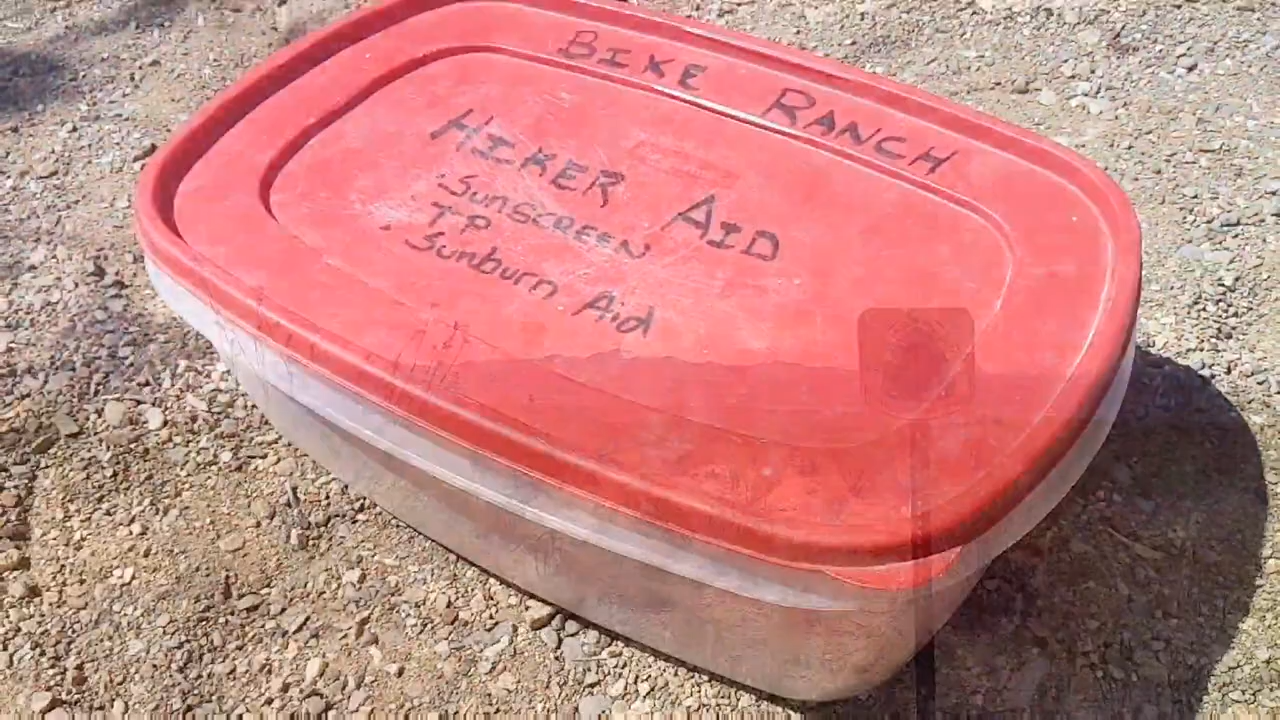 BIKE RANCH
HIKER AID
· SUNSCREEN
TP
· Sunburn Aid